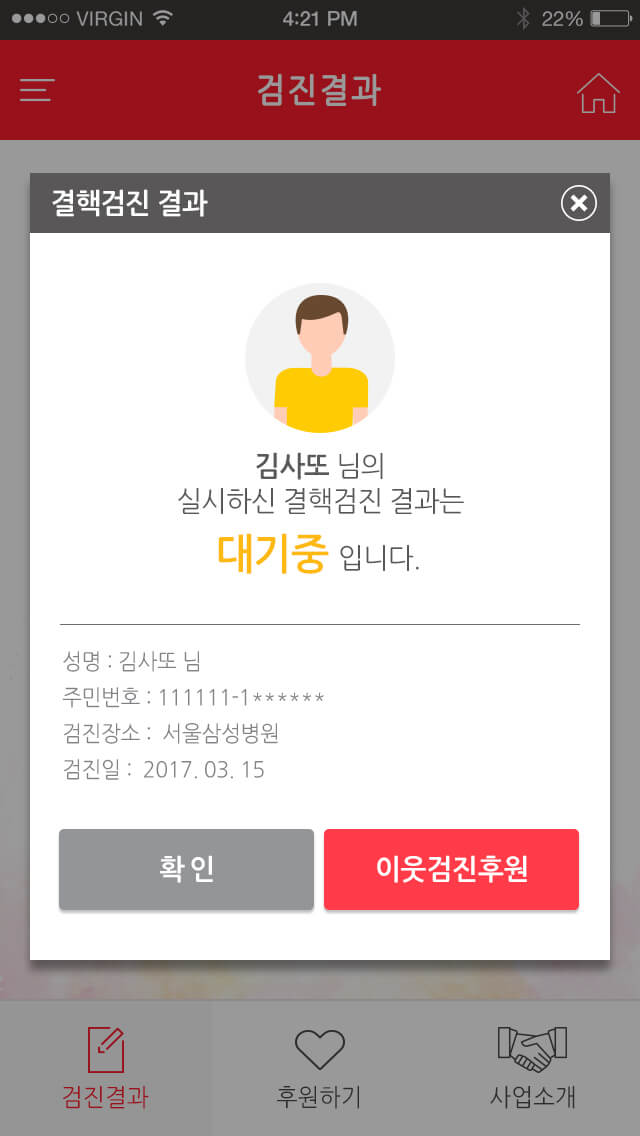 VIRGIN 4:21 PM 22%
검진결과
결핵검진 결과
김사또 님의
실시하신 결핵검진 결과는
대기중 입니다.
성명 : 김사또 님
주민번호 : 111111-1******
검진장소 : 서울삼성병원
검진일 : 2017. 03. 15
확 인 이웃검진후원
검진결과 후원하기 사업소개